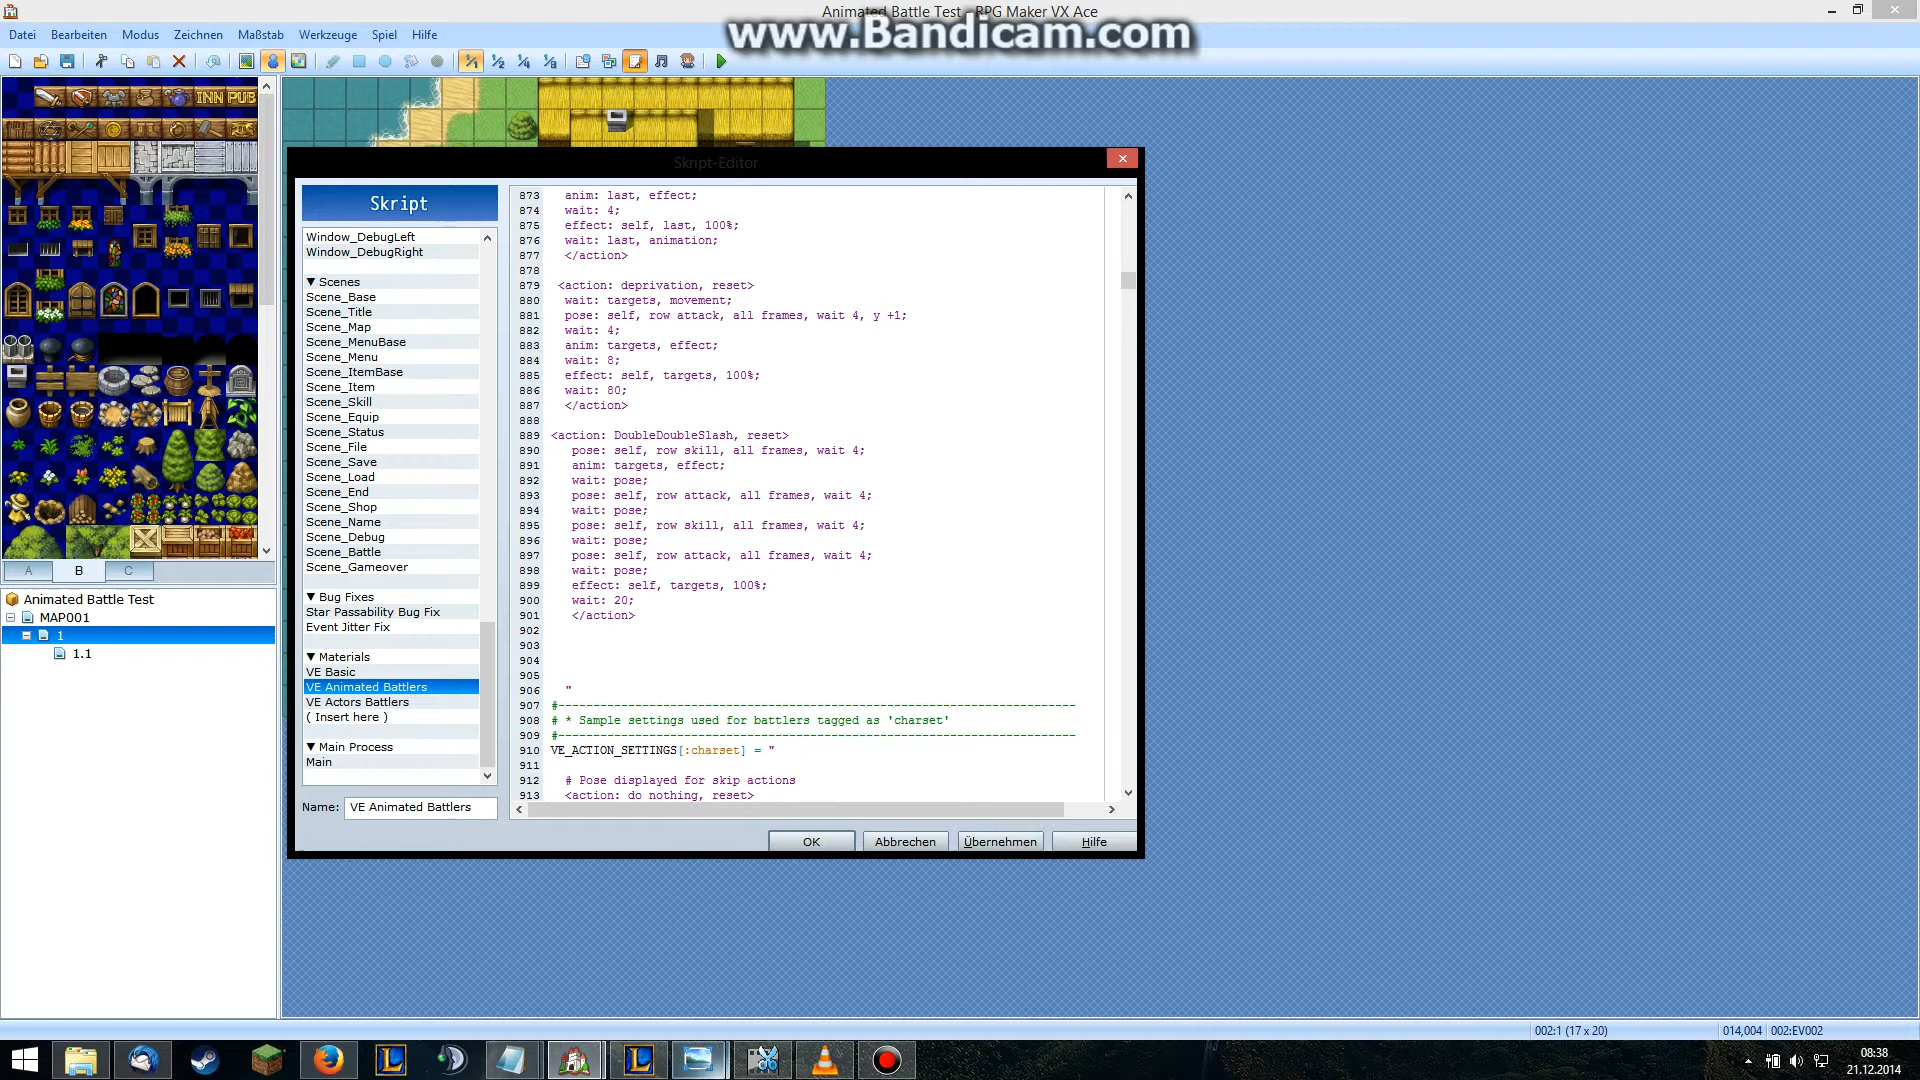 Animated Battle Test - RPG Maker VX Ace
www.Bandicam.com
Datei Bearbeiten Modus Zeichnen Maßstab Werkzeuge Spiel Hilfe
INN PUB
A B C
Animated Battle Test
MAP001
1
1.1
Skript-Editor
Skript
Window_DebugLeft
Window_DebugRight
▼ Scenes
Scene_Base
Scene_Title
Scene_Map
Scene_MenuBase
Scene_Menu
Scene_ItemBase
Scene_Item
Scene_Skill
Scene_Equip
Scene_Status
Scene_File
Scene_Save
Scene_Load
Scene_End
Scene_Shop
Scene_Name
Scene_Debug
Scene_Battle
Scene_Gameover
▼ Bug Fixes
Star Passability Bug Fix
Event Jitter Fix
▼ Materials
VE Basic
VE Animated Battlers
VE Actors Battlers
( Insert here )
▼ Main Process
Main
Name: VE Animated Battlers
873 anim: last, effect;
874 wait: 4;
875 effect: self, last, 100%;
876 wait: last, animation;
877 </action>
878
879 <action: deprivation, reset>
880 wait: targets, movement;
881 pose: self, row attack, all frames, wait 4, y +1;
882 wait: 4;
883 anim: targets, effect;
884 wait: 8;
885 effect: self, targets, 100%;
886 wait: 80;
887 </action>
888
889 <action: DoubleDoubleSlash, reset>
890 pose: self, row skill, all frames, wait 4;
891 anim: targets, effect;
892 wait: pose;
893 pose: self, row attack, all frames, wait 4;
894 wait: pose;
895 pose: self, row skill, all frames, wait 4;
896 wait: pose;
897 pose: self, row attack, all frames, wait 4;
898 wait: pose;
899 effect: self, targets, 100%;
900 wait: 20;
901 </action>
902
903
904
905
906 "
907 #--------------------------------------------------------------------------
908 # * Sample settings used for battlers tagged as 'charset'
909 #--------------------------------------------------------------------------
910 VE_ACTION_SETTINGS[:charset] = "
911
912 # Pose displayed for skip actions
913 <action: do nothing, reset>
OK Abbrechen Übernehmen Hilfe
002:1 (17 x 20) 014,004 002:EV002
08:38
21.12.2014